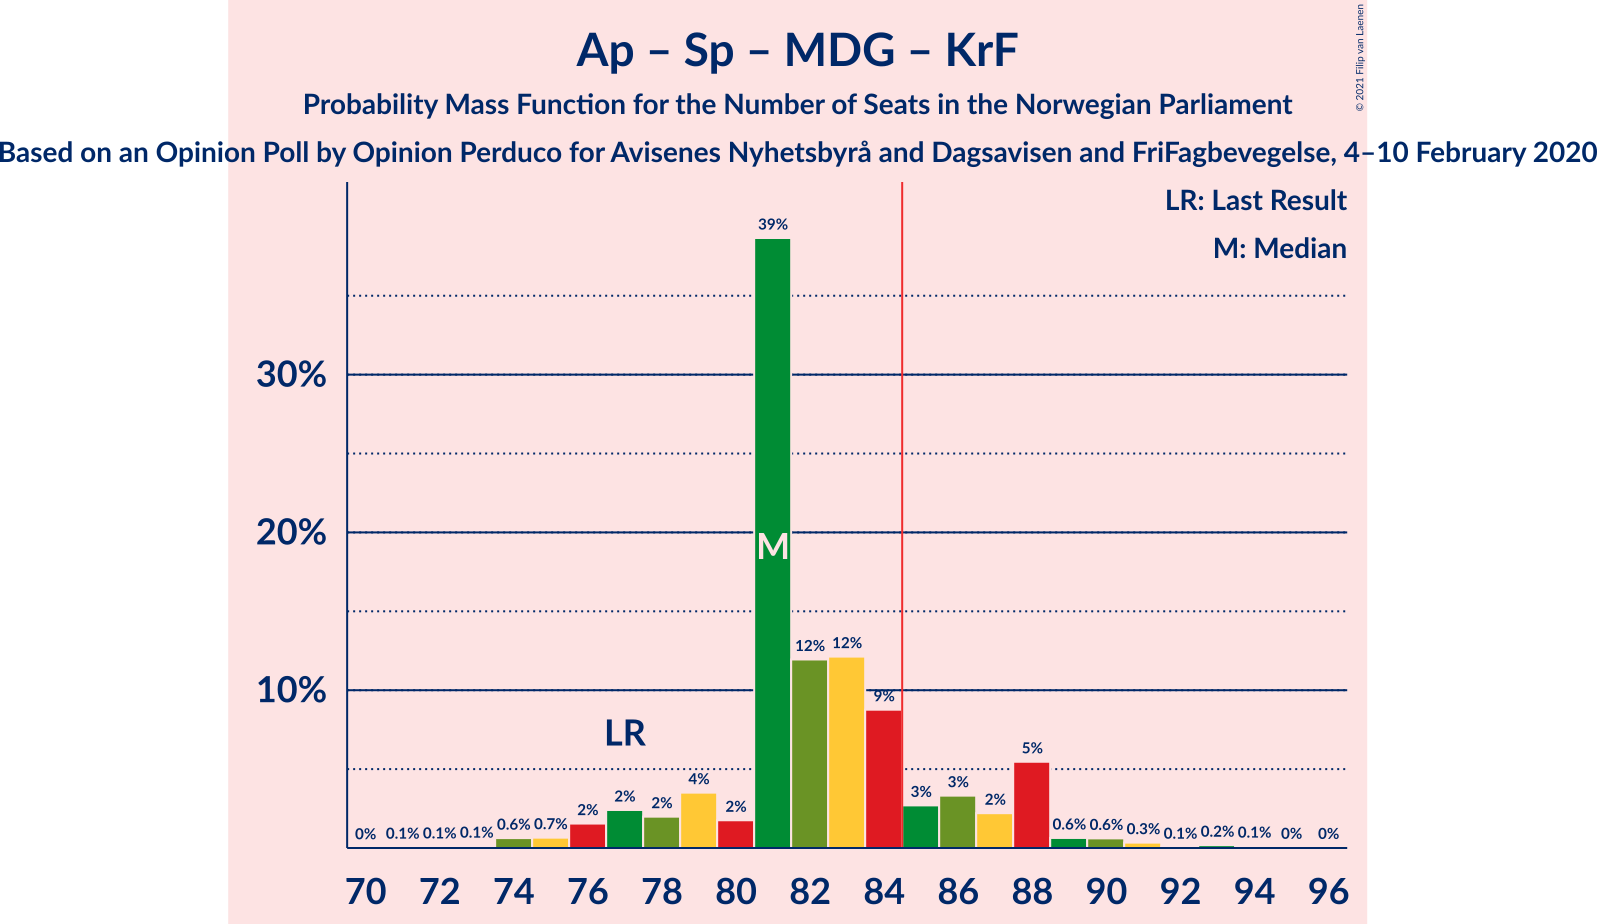 Ap – Sp – MDG – KrF
Probability Mass Function for the Number of Seats in the Norwegian Parliament
Based on an Opinion Poll by Opinion Perduco for Avisenes Nyhetsbyrå and Dagsavisen and FriFagbevegelse, 4–10 February 2020
© 2021 Filip van Laenen
LR: Last Result
M: Median
39%
30%
20%
M
12% 12%
10%
9%
LR
5%
4%
3%
2% 2% 2% 2% 3% 2%
0% 0.1% 0.1% 0.1% 0.6% 0.7% 0.6% 0.6% 0.3% 0.1% 0.2% 0.1% 0% 0%
70 72 74 76 78 80 82 84 86 88 90 92 94 96